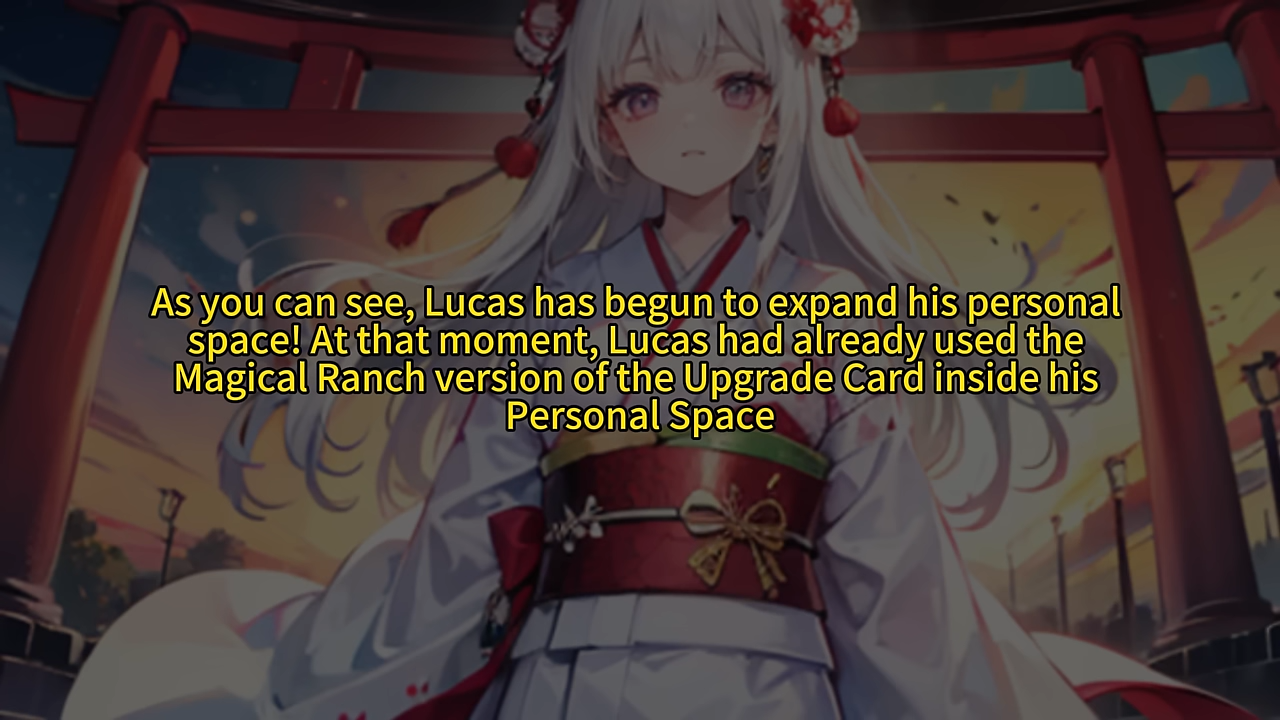 As you can see, Lucas has begun to expand his personal
space! At that moment, Lucas had already used the
Magical Ranch version of the Upgrade Card inside his
Personal Space